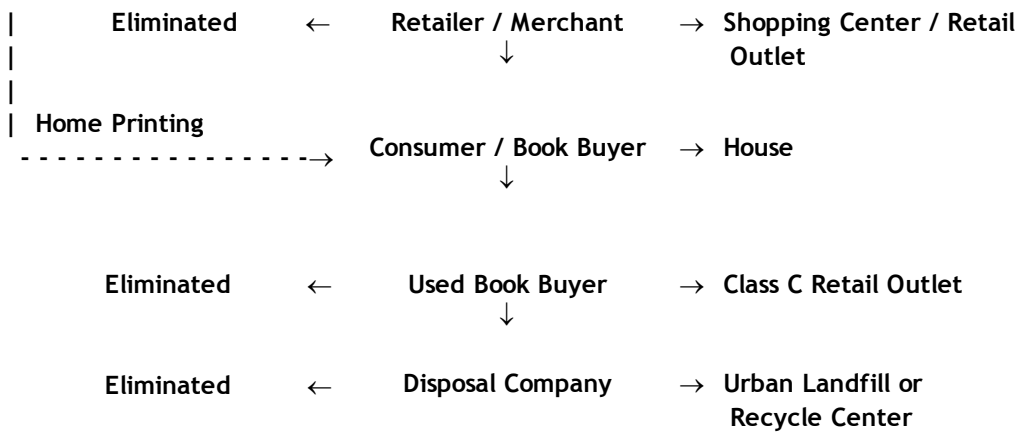 | Eliminated ← Retailer / Merchant → Shopping Center / Retail
| ↓ Outlet
|
| Home Printing
- - - - - - - - - - - - - - - -→ Consumer / Book Buyer → House
↓
Eliminated ← Used Book Buyer → Class C Retail Outlet
↓
Eliminated ← Disposal Company → Urban Landfill or
Recycle Center